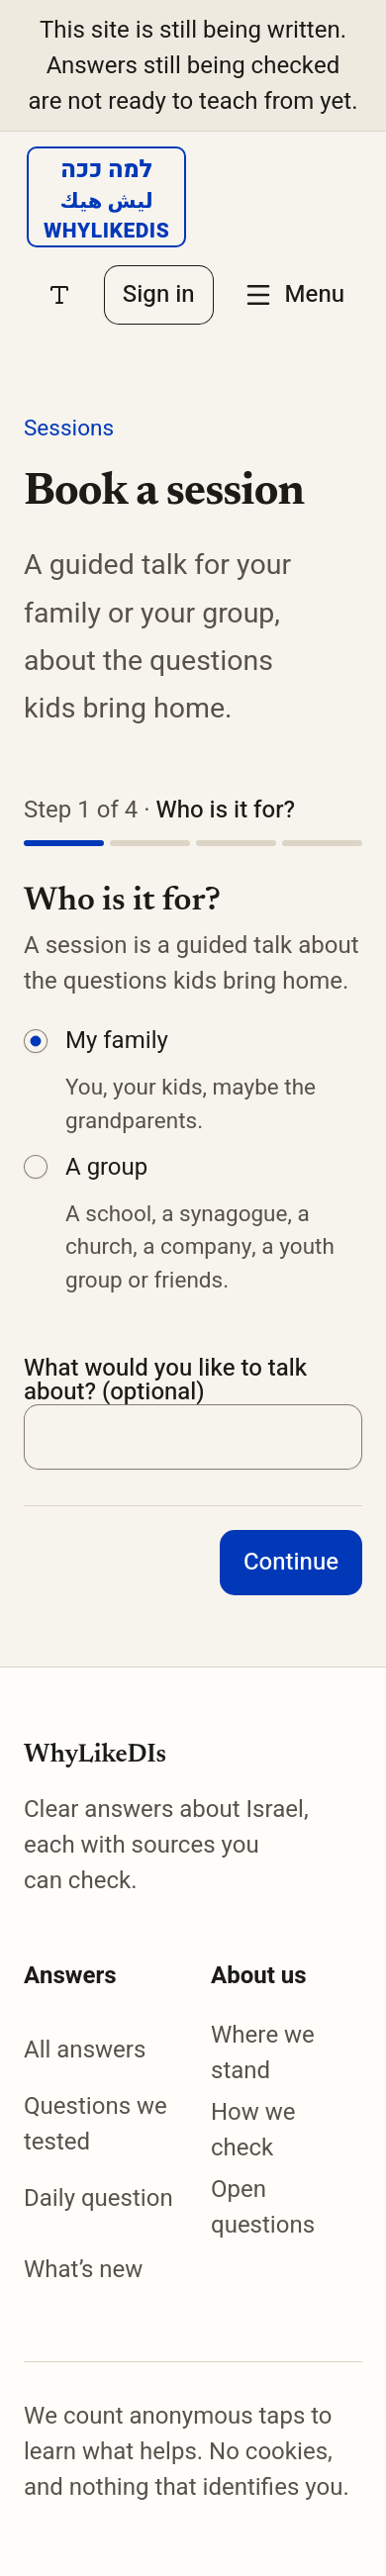 This site is still being written.
Answers still being checked
are not ready to teach from yet.
למה ככה
ليش هيك
WHYLIKEDIS
T
Sign in
Menu
Sessions
Book a session
A guided talk for your
family or your group,
about the questions
kids bring home.
Step 1 of 4 · Who is it for?
Who is it for?
A session is a guided talk about
the questions kids bring home.
My family
You, your kids, maybe the
grandparents.
A group
A school, a synagogue, a
church, a company, a youth
group or friends.
What would you like to talk
about? (optional)
Continue
WhyLikeDIs
Clear answers about Israel,
each with sources you
can check.
Answers
All answers
Questions we
tested
Daily question
What’s new
About us
Where we
stand
How we
check
Open
questions
We count anonymous taps to
learn what helps. No cookies,
and nothing that identifies you.